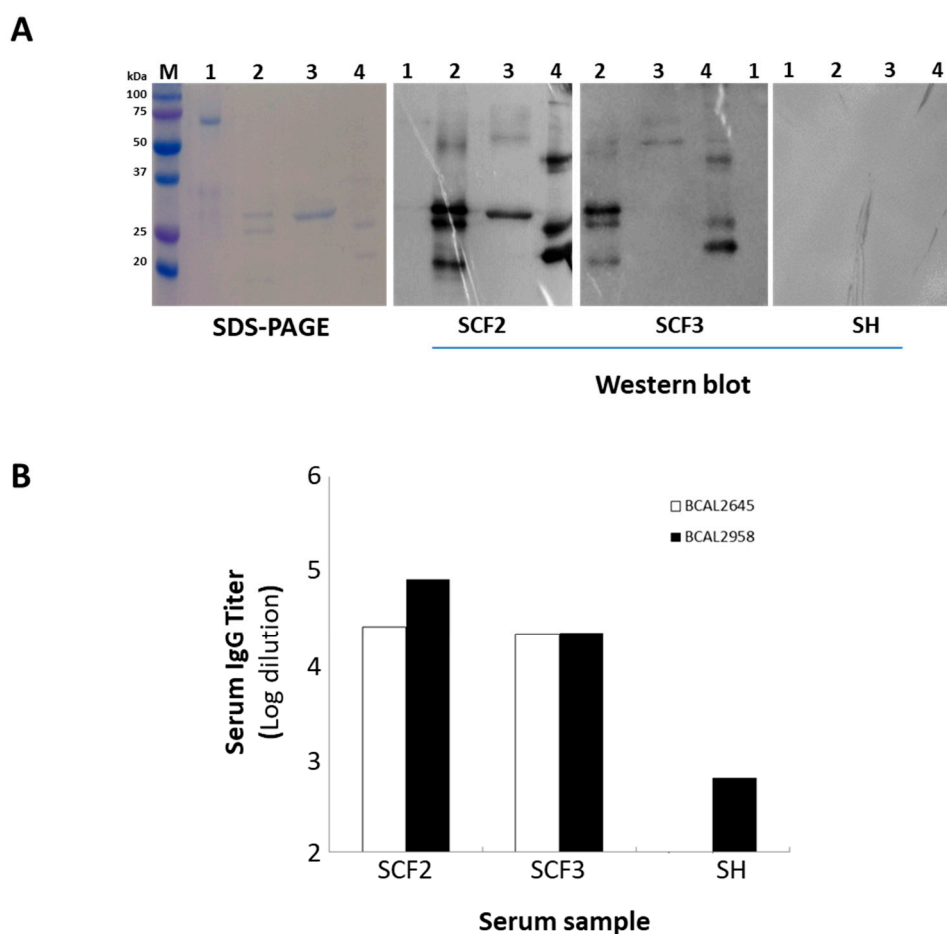 A
kDa M 1 2 3 4 1 2 3 4 2 3 4 1 1 2 3 4
100
75
50
37
25
20
SDS-PAGE SCF2 SCF3 SH
Western blot
B
6
5
4
3
2
BCAL2645
BCAL2958
Serum IgG Titer
(Log dilution)
SCF2 SCF3 SH
Serum sample